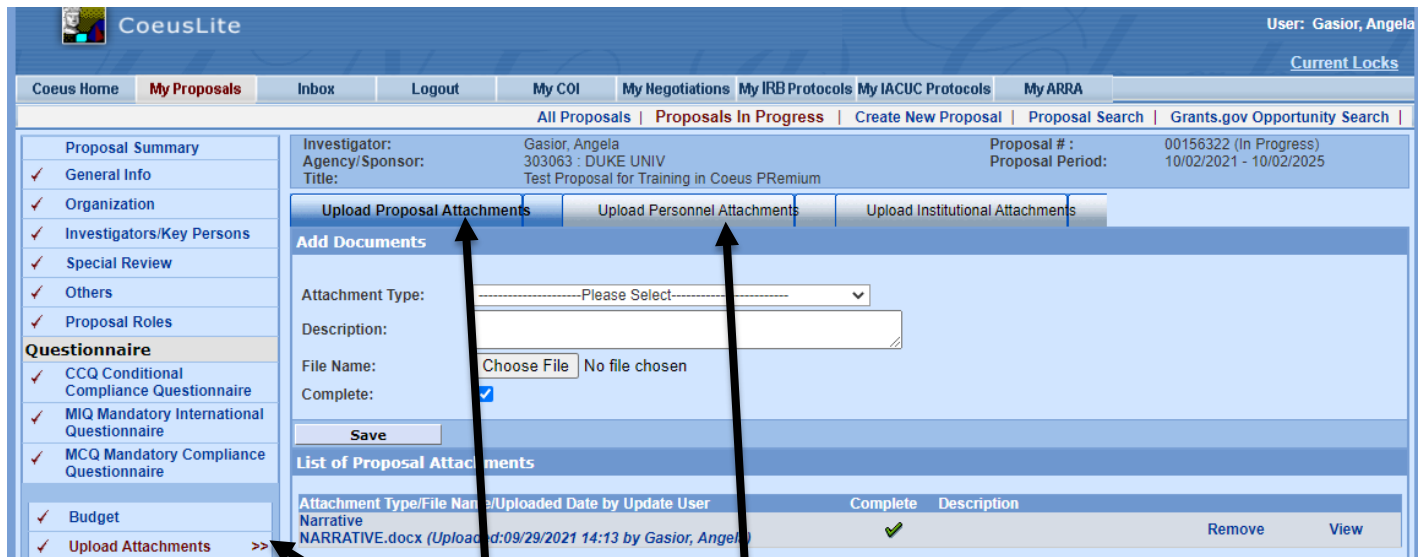 CoeusLite
User: Gasior, Angela
Current Locks
Coeus Home My Proposals Inbox Logout My COI My Negotiations My IRB Protocols My IACUC Protocols My ARRA
All Proposals | Proposals In Progress | Create New Proposal | Proposal Search | Grants.gov Opportunity Search |
Proposal Summary
General Info
Organization
Investigators/Key Persons
Special Review
Others
Proposal Roles
Questionnaire
CCQ Conditional
Compliance Questionnaire
MIQ Mandatory International
Questionnaire
MCQ Mandatory Compliance
Questionnaire
Budget
Upload Attachments >>
Investigator: Gasior, Angela Proposal # : 00156322 (In Progress)
Agency/Sponsor: 303063 : DUKE UNIV Proposal Period: 10/02/2021 - 10/02/2025
Title: Test Proposal for Training in Coeus PRemium
Upload Proposal Attachments Upload Personnel Attachments Upload Institutional Attachments
Add Documents
Attachment Type: ---------------------Please Select------------------------
Description:
File Name: Choose File No file chosen
Complete:
Save
List of Proposal Attachments
Attachment Type/File Name/Uploaded Date by Update User Complete Description
Narrative
NARRATIVE.docx (Uploaded:09/29/2021 14:13 by Gasior, Angela) Remove View